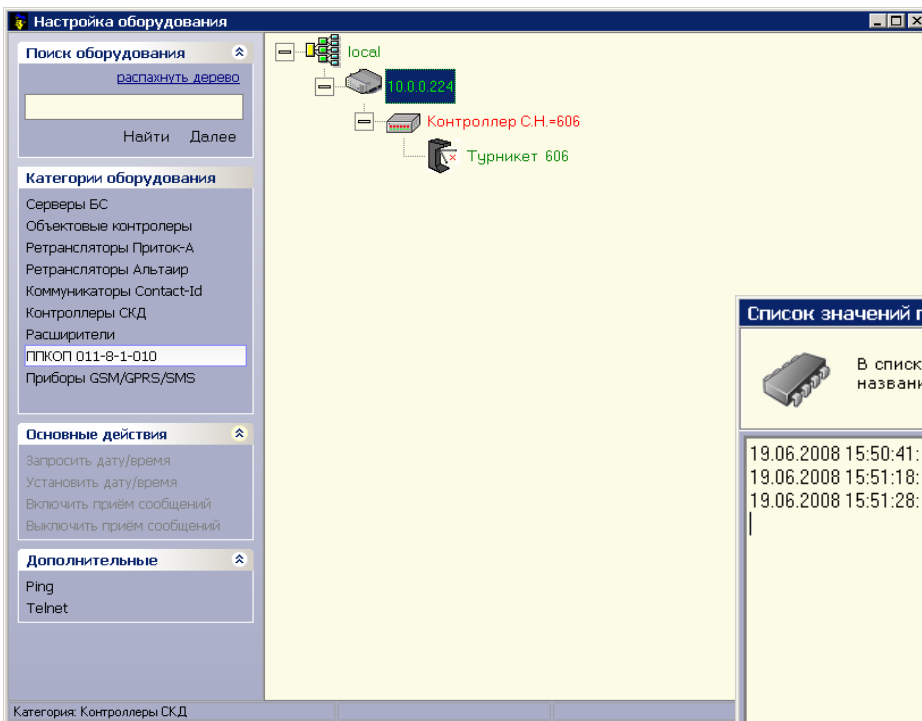 Настройка оборудования
Поиск оборудования
распахнуть дерево
Найти Далее
Категории оборудования
Серверы БС
Объектовые контролеры
Ретрансляторы Приток-А
Ретрансляторы Альтаир
Коммуникаторы Contact-Id
Контроллеры СКД
Расширители
ППКОП 011-8-1-010
Приборы GSM/GPRS/SMS
Основные действия
Запросить дату/время
Установить дату/время
Включить приём сообщений
Выключить приём сообщений
Дополнительные
Ping
Telnet
Категория: Контроллеры СКД
local
10.0.0.224
Контроллер С.Н.=606
Турникет 606
Список значений
В списк
названи
19.06.2008 15:50:41:
19.06.2008 15:51:18:
19.06.2008 15:51:28: